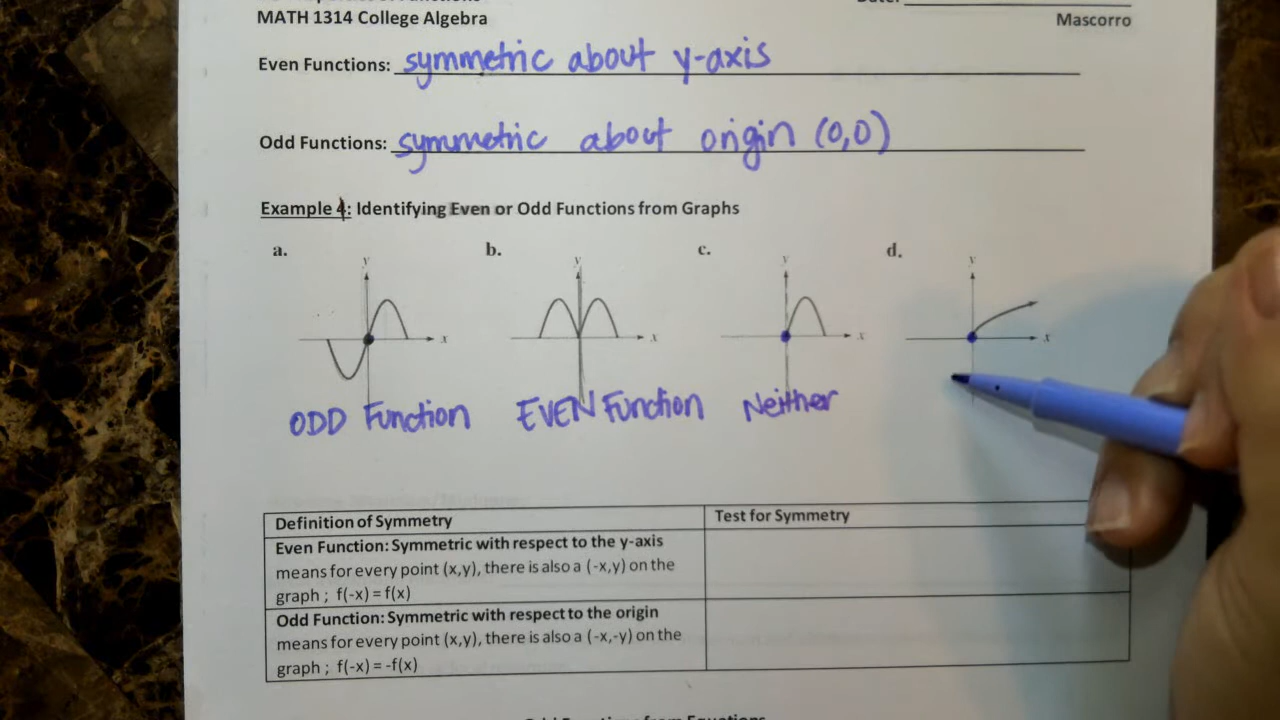 MATH 1314 College Algebra
Mascorro
Even Functions: symmetric about y-axis
Odd Functions: symmetric about origin (0,0)
Example 4: Identifying Even or Odd Functions from Graphs
a. b. c. d.
y y y y
x x x x
ODD Function EVEN Function Neither
Definition of Symmetry Test for Symmetry
Even Function: Symmetric with respect to the y-axis
means for every point (x,y), there is also a (-x,y) on the
graph ; f(-x) = f(x)
Odd Function: Symmetric with respect to the origin
means for every point (x,y), there is also a (-x,-y) on the
graph ; f(-x) = -f(x)